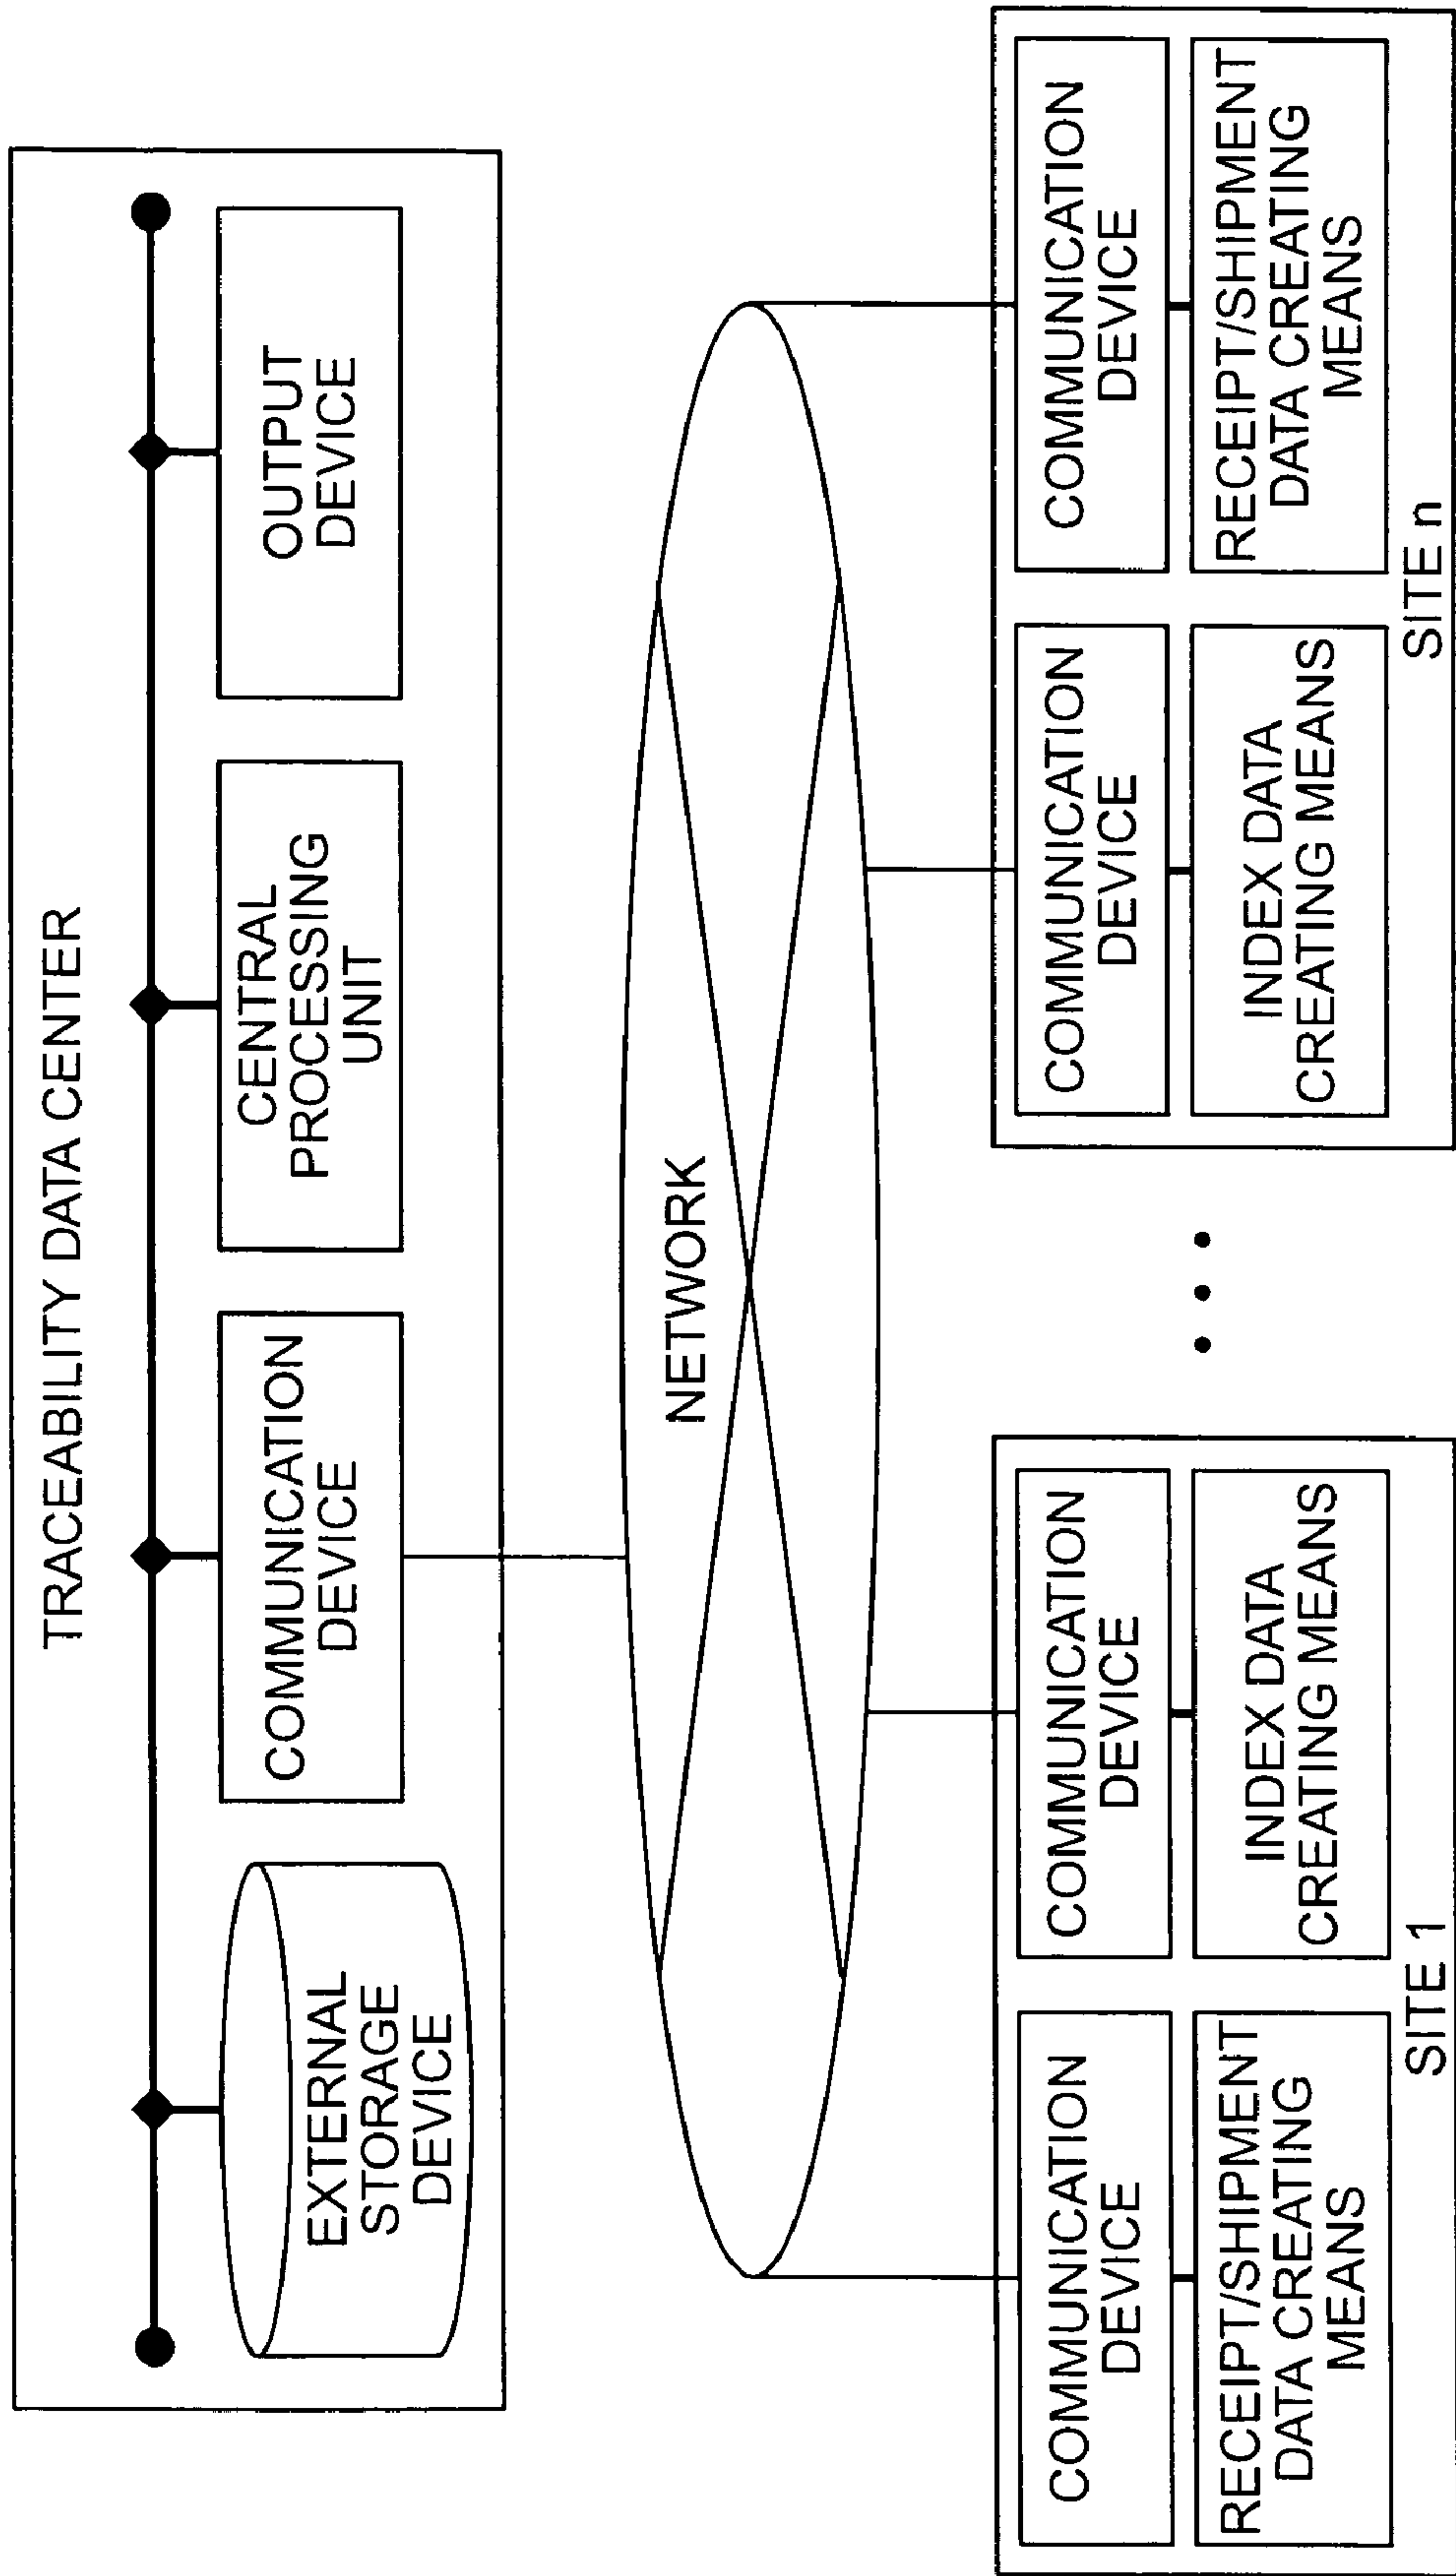 TRACEABILITY DATA CENTER
EXTERNAL
STORAGE
DEVICE
COMMUNICATION
DEVICE
CENTRAL
PROCESSING
UNIT
OUTPUT
DEVICE
NETWORK
COMMUNICATION
DEVICE
RECEIPT/SHIPMENT
DATA CREATING
MEANS
COMMUNICATION
DEVICE
INDEX DATA
CREATING MEANS
SITE 1
• • •
COMMUNICATION
DEVICE
INDEX DATA
CREATING MEANS
COMMUNICATION
DEVICE
RECEIPT/SHIPMENT
DATA CREATING
MEANS
SITE n